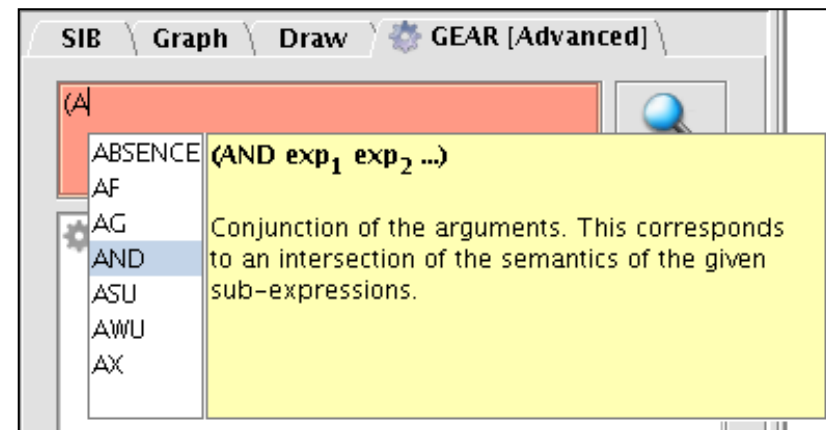 SIB Graph Draw GEAR [Advanced]
(A
ABSENCE
AF
AG
AND
ASU
AWU
AX
(AND exp₁ exp₂ ...)
Conjunction of the arguments. This corresponds
to an intersection of the semantics of the given
sub-expressions.